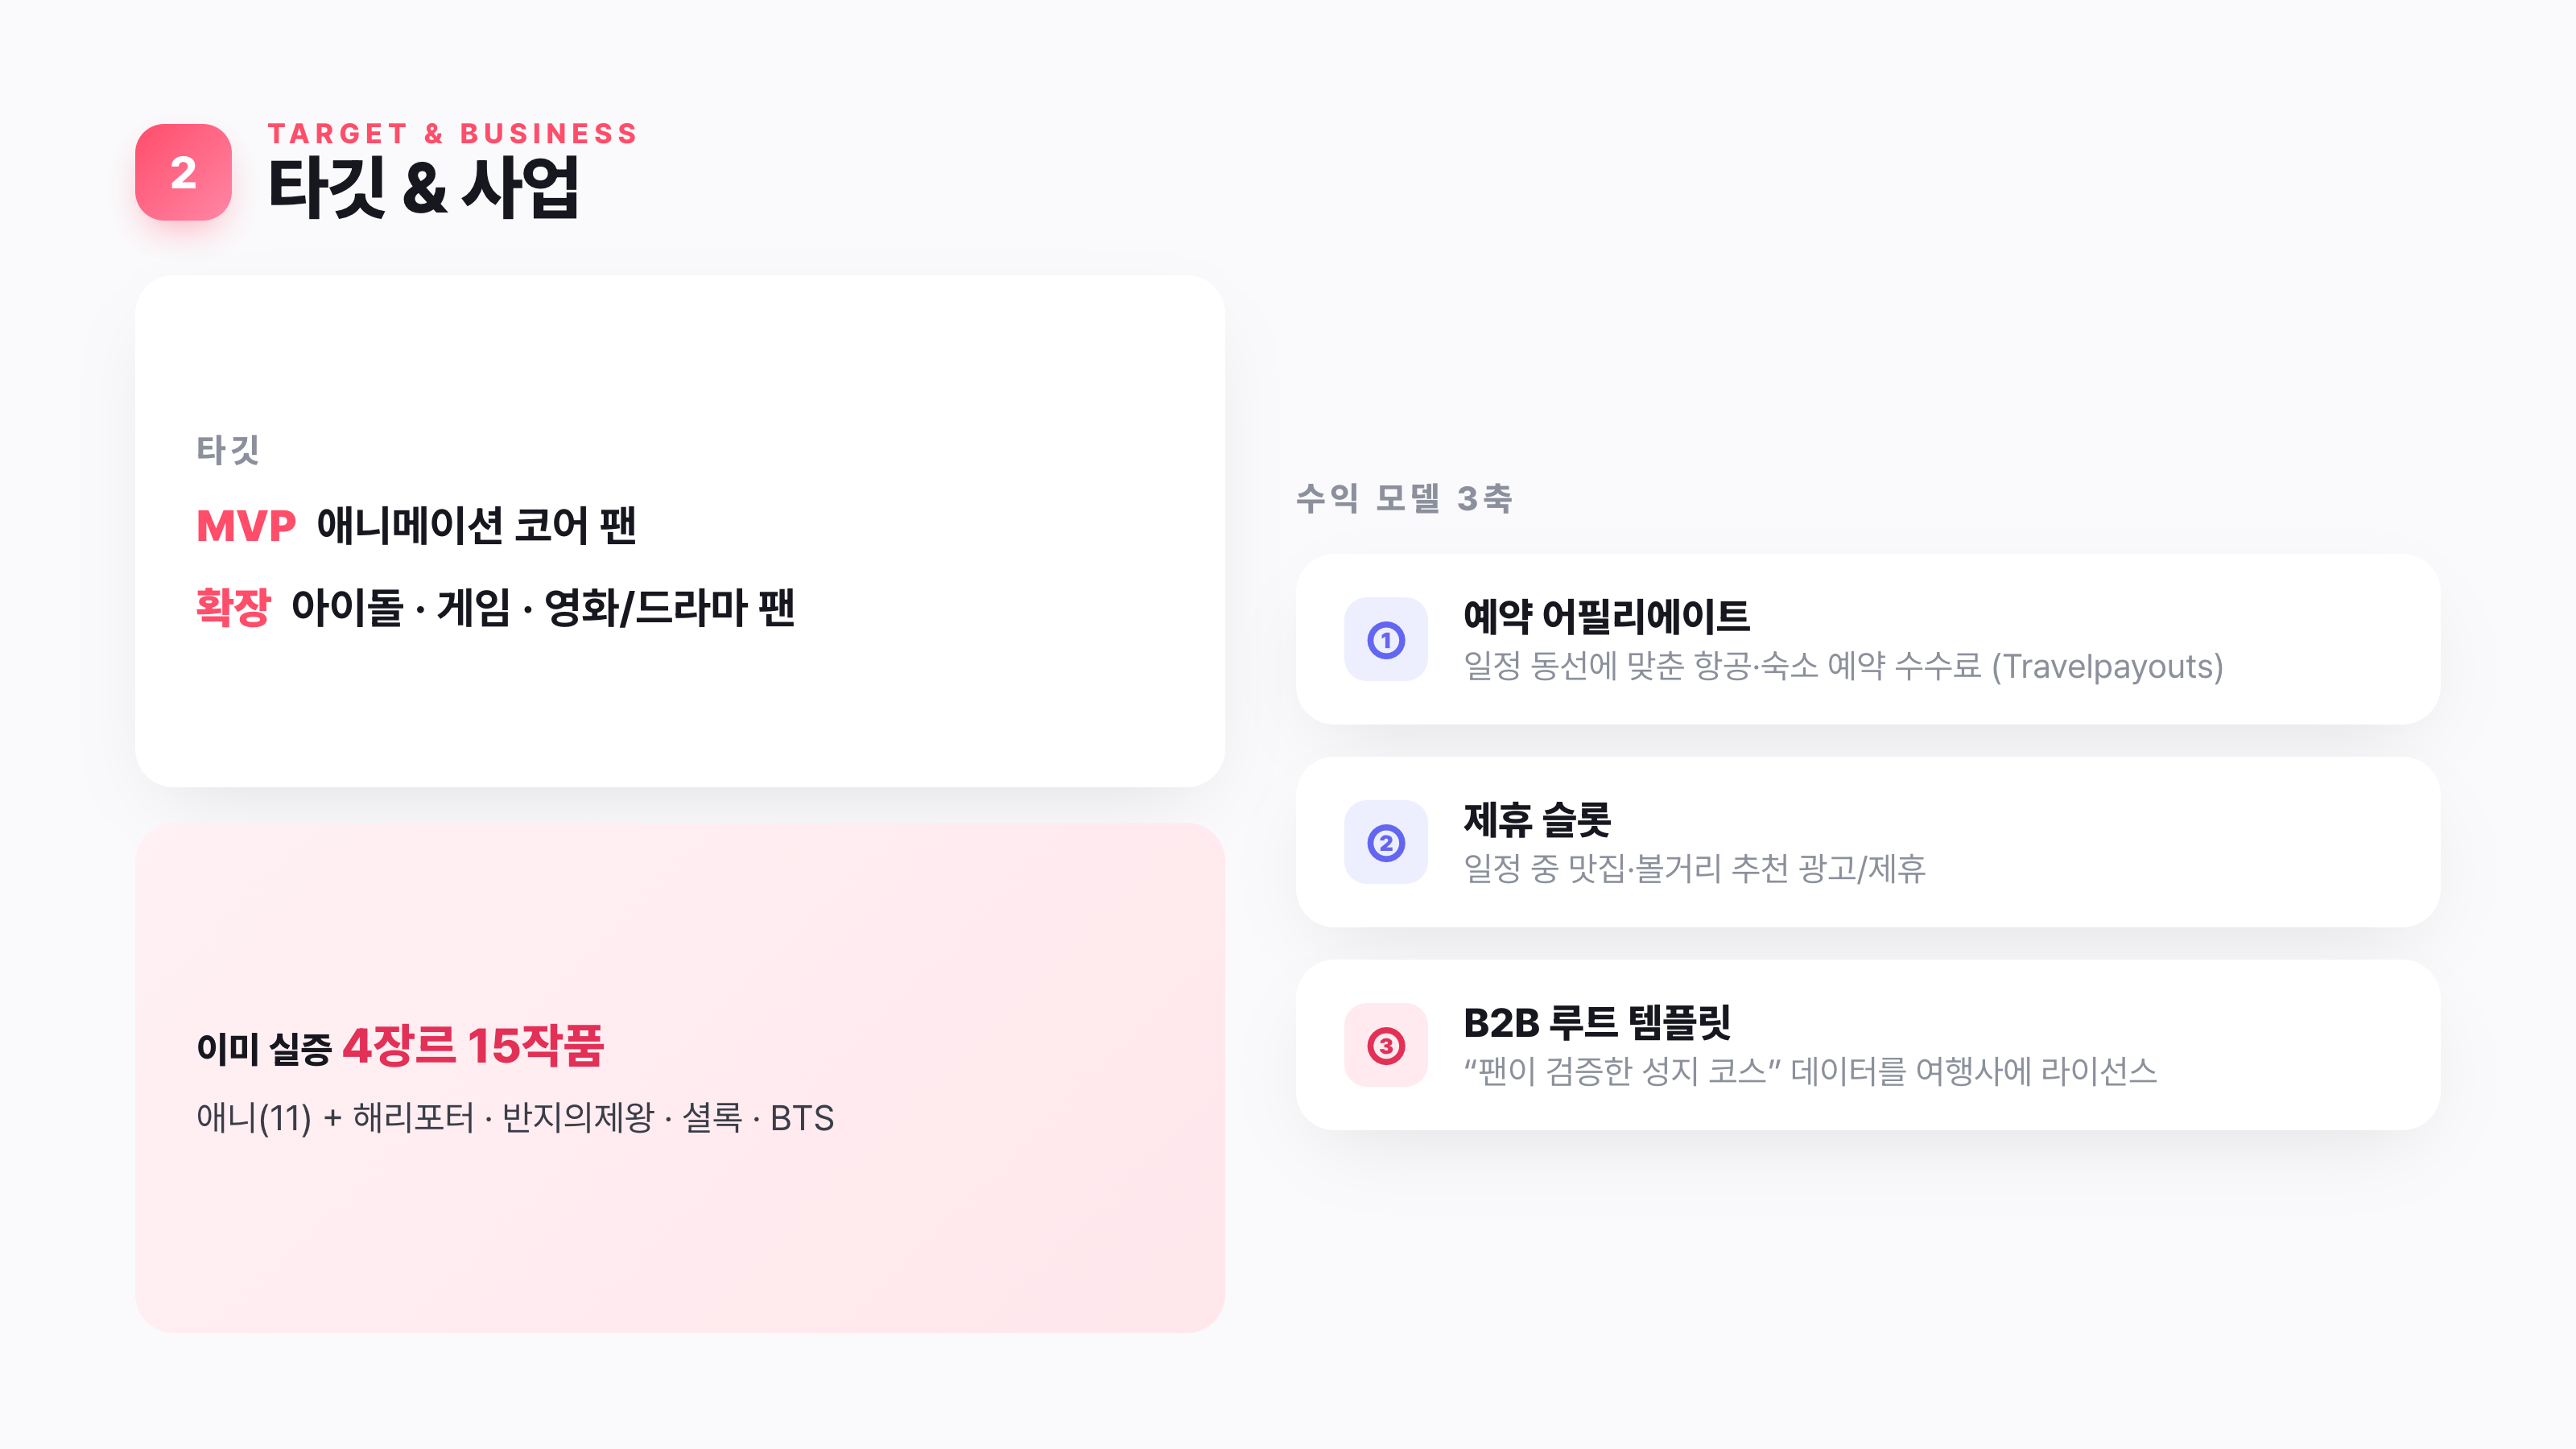 2
TARGET & BUSINESS
타깃 & 사업
타깃
MVP 애니메이션 코어 팬
확장 아이돌 · 게임 · 영화/드라마 팬
이미 실증 4장르 15작품
애니(11) + 해리포터 · 반지의제왕 · 셜록 · BTS
수익 모델 3축
①
예약 어필리에이트
일정 동선에 맞춘 항공·숙소 예약 수수료 (Travelpayouts)
②
제휴 슬롯
일정 중 맛집·볼거리 추천 광고/제휴
③
B2B 루트 템플릿
“팬이 검증한 성지 코스” 데이터를 여행사에 라이선스